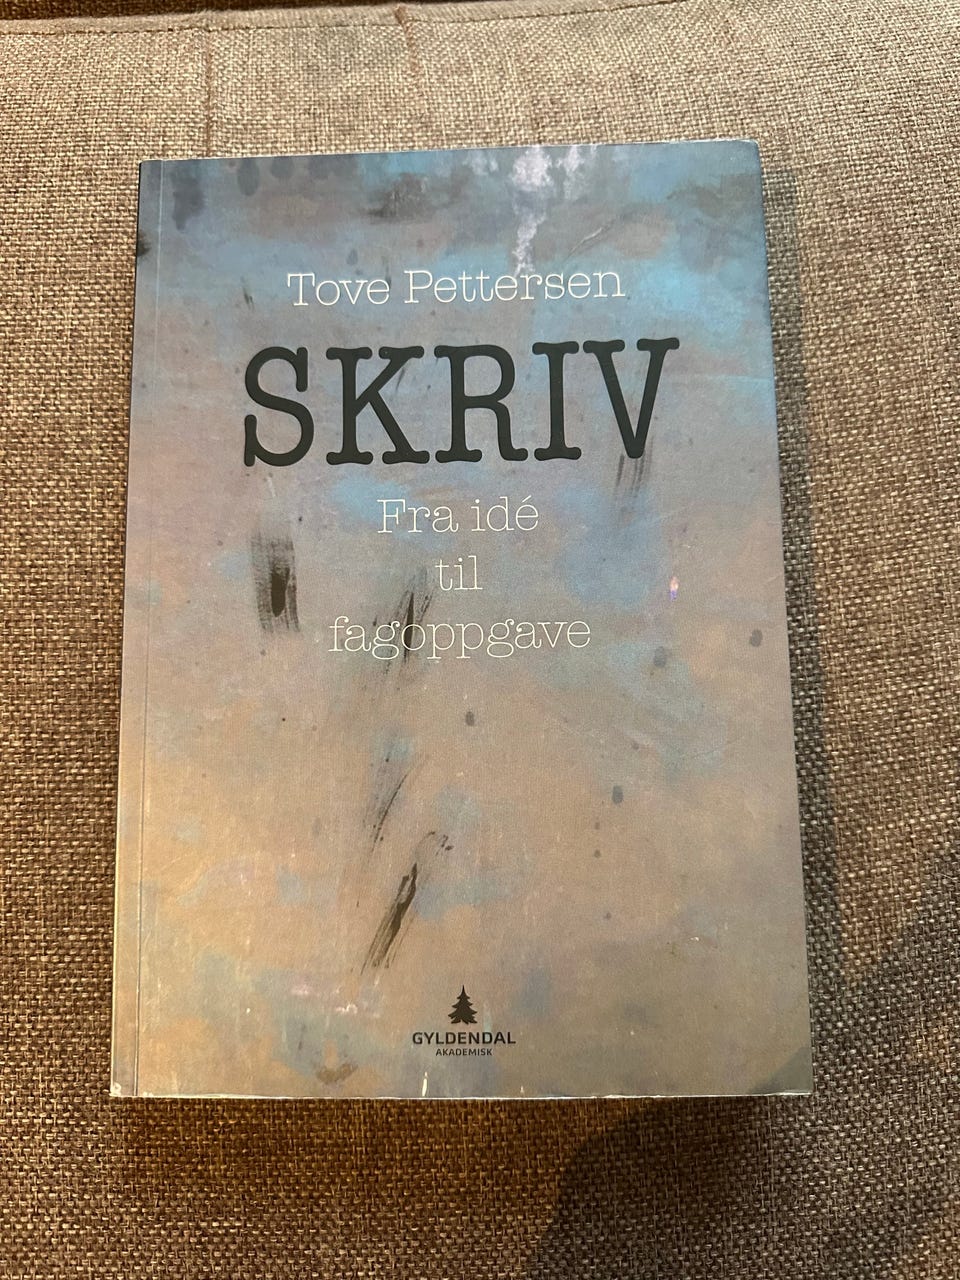 Tove Pettersen
SKRIV
Fra idé
til
fagoppgave
GYLDENDAL
AKADEMISK